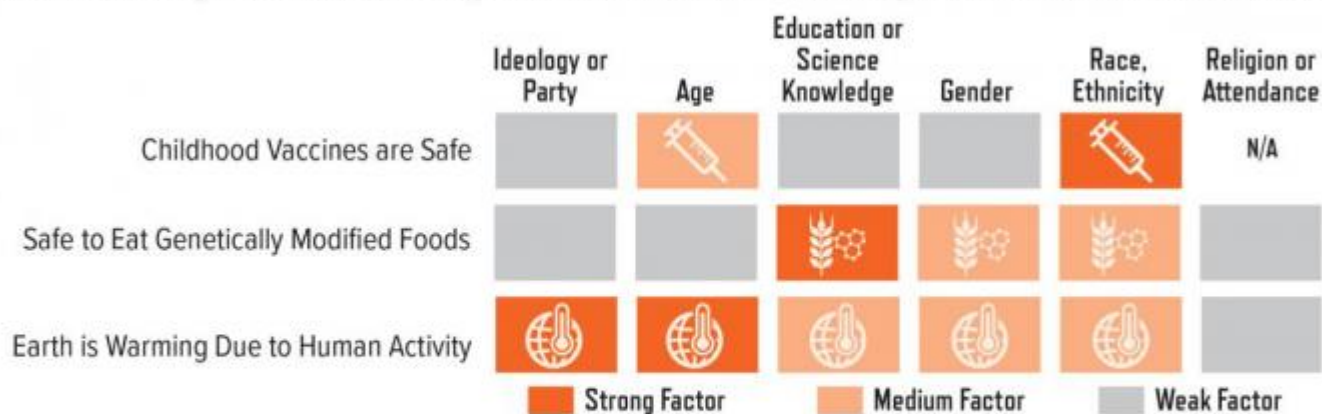 Ideology or
Party
Age
Education or
Science
Knowledge
Gender
Race,
Ethnicity
Religion or
Attendance
Childhood Vaccines are Safe
N/A
Safe to Eat Genetically Modified Foods
Earth is Warming Due to Human Activity
Strong Factor
Medium Factor
Weak Factor